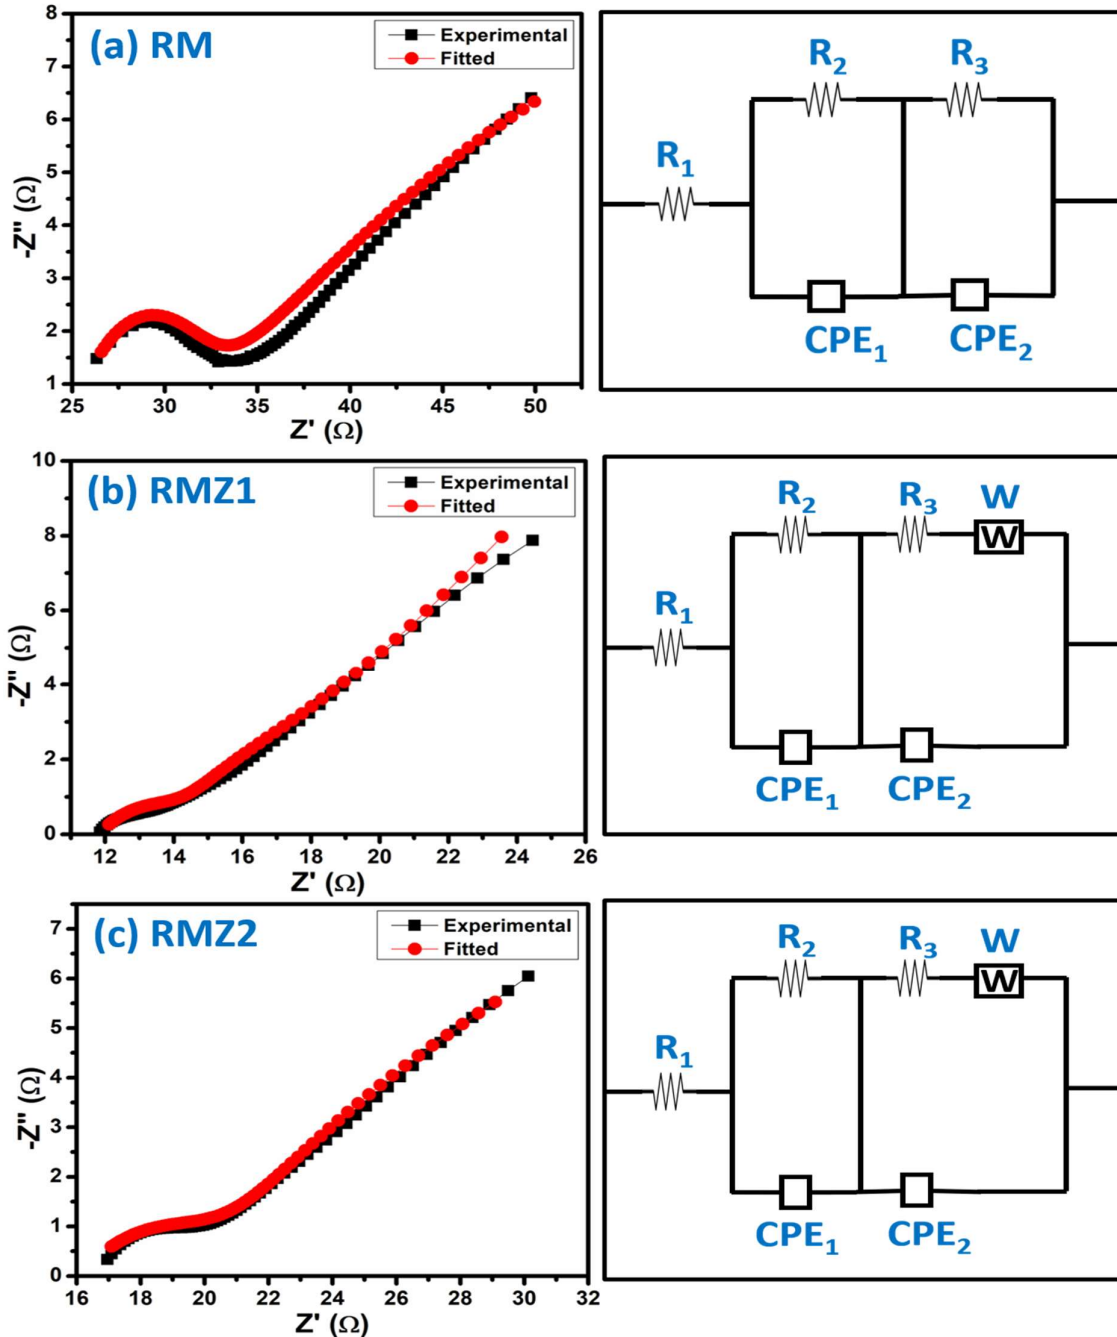 (a) RM
Experimental
Fitted
8
7
6
5
4
3
2
1
25
30
35
40
45
50
-Z'' (Ω)
Z' (Ω)
R1
R2
R3
CPE1
CPE2
(b) RMZ1
Experimental
Fitted
10
8
6
4
2
0
12
14
16
18
20
22
24
26
-Z'' (Ω)
Z' (Ω)
R1
R2
R3
W
W
CPE1
CPE2
(c) RMZ2
Experimental
Fitted
7
6
5
4
3
2
1
0
16
18
20
22
24
26
28
30
32
-Z'' (Ω)
Z' (Ω)
R1
R2
R3
W
W
CPE1
CPE2